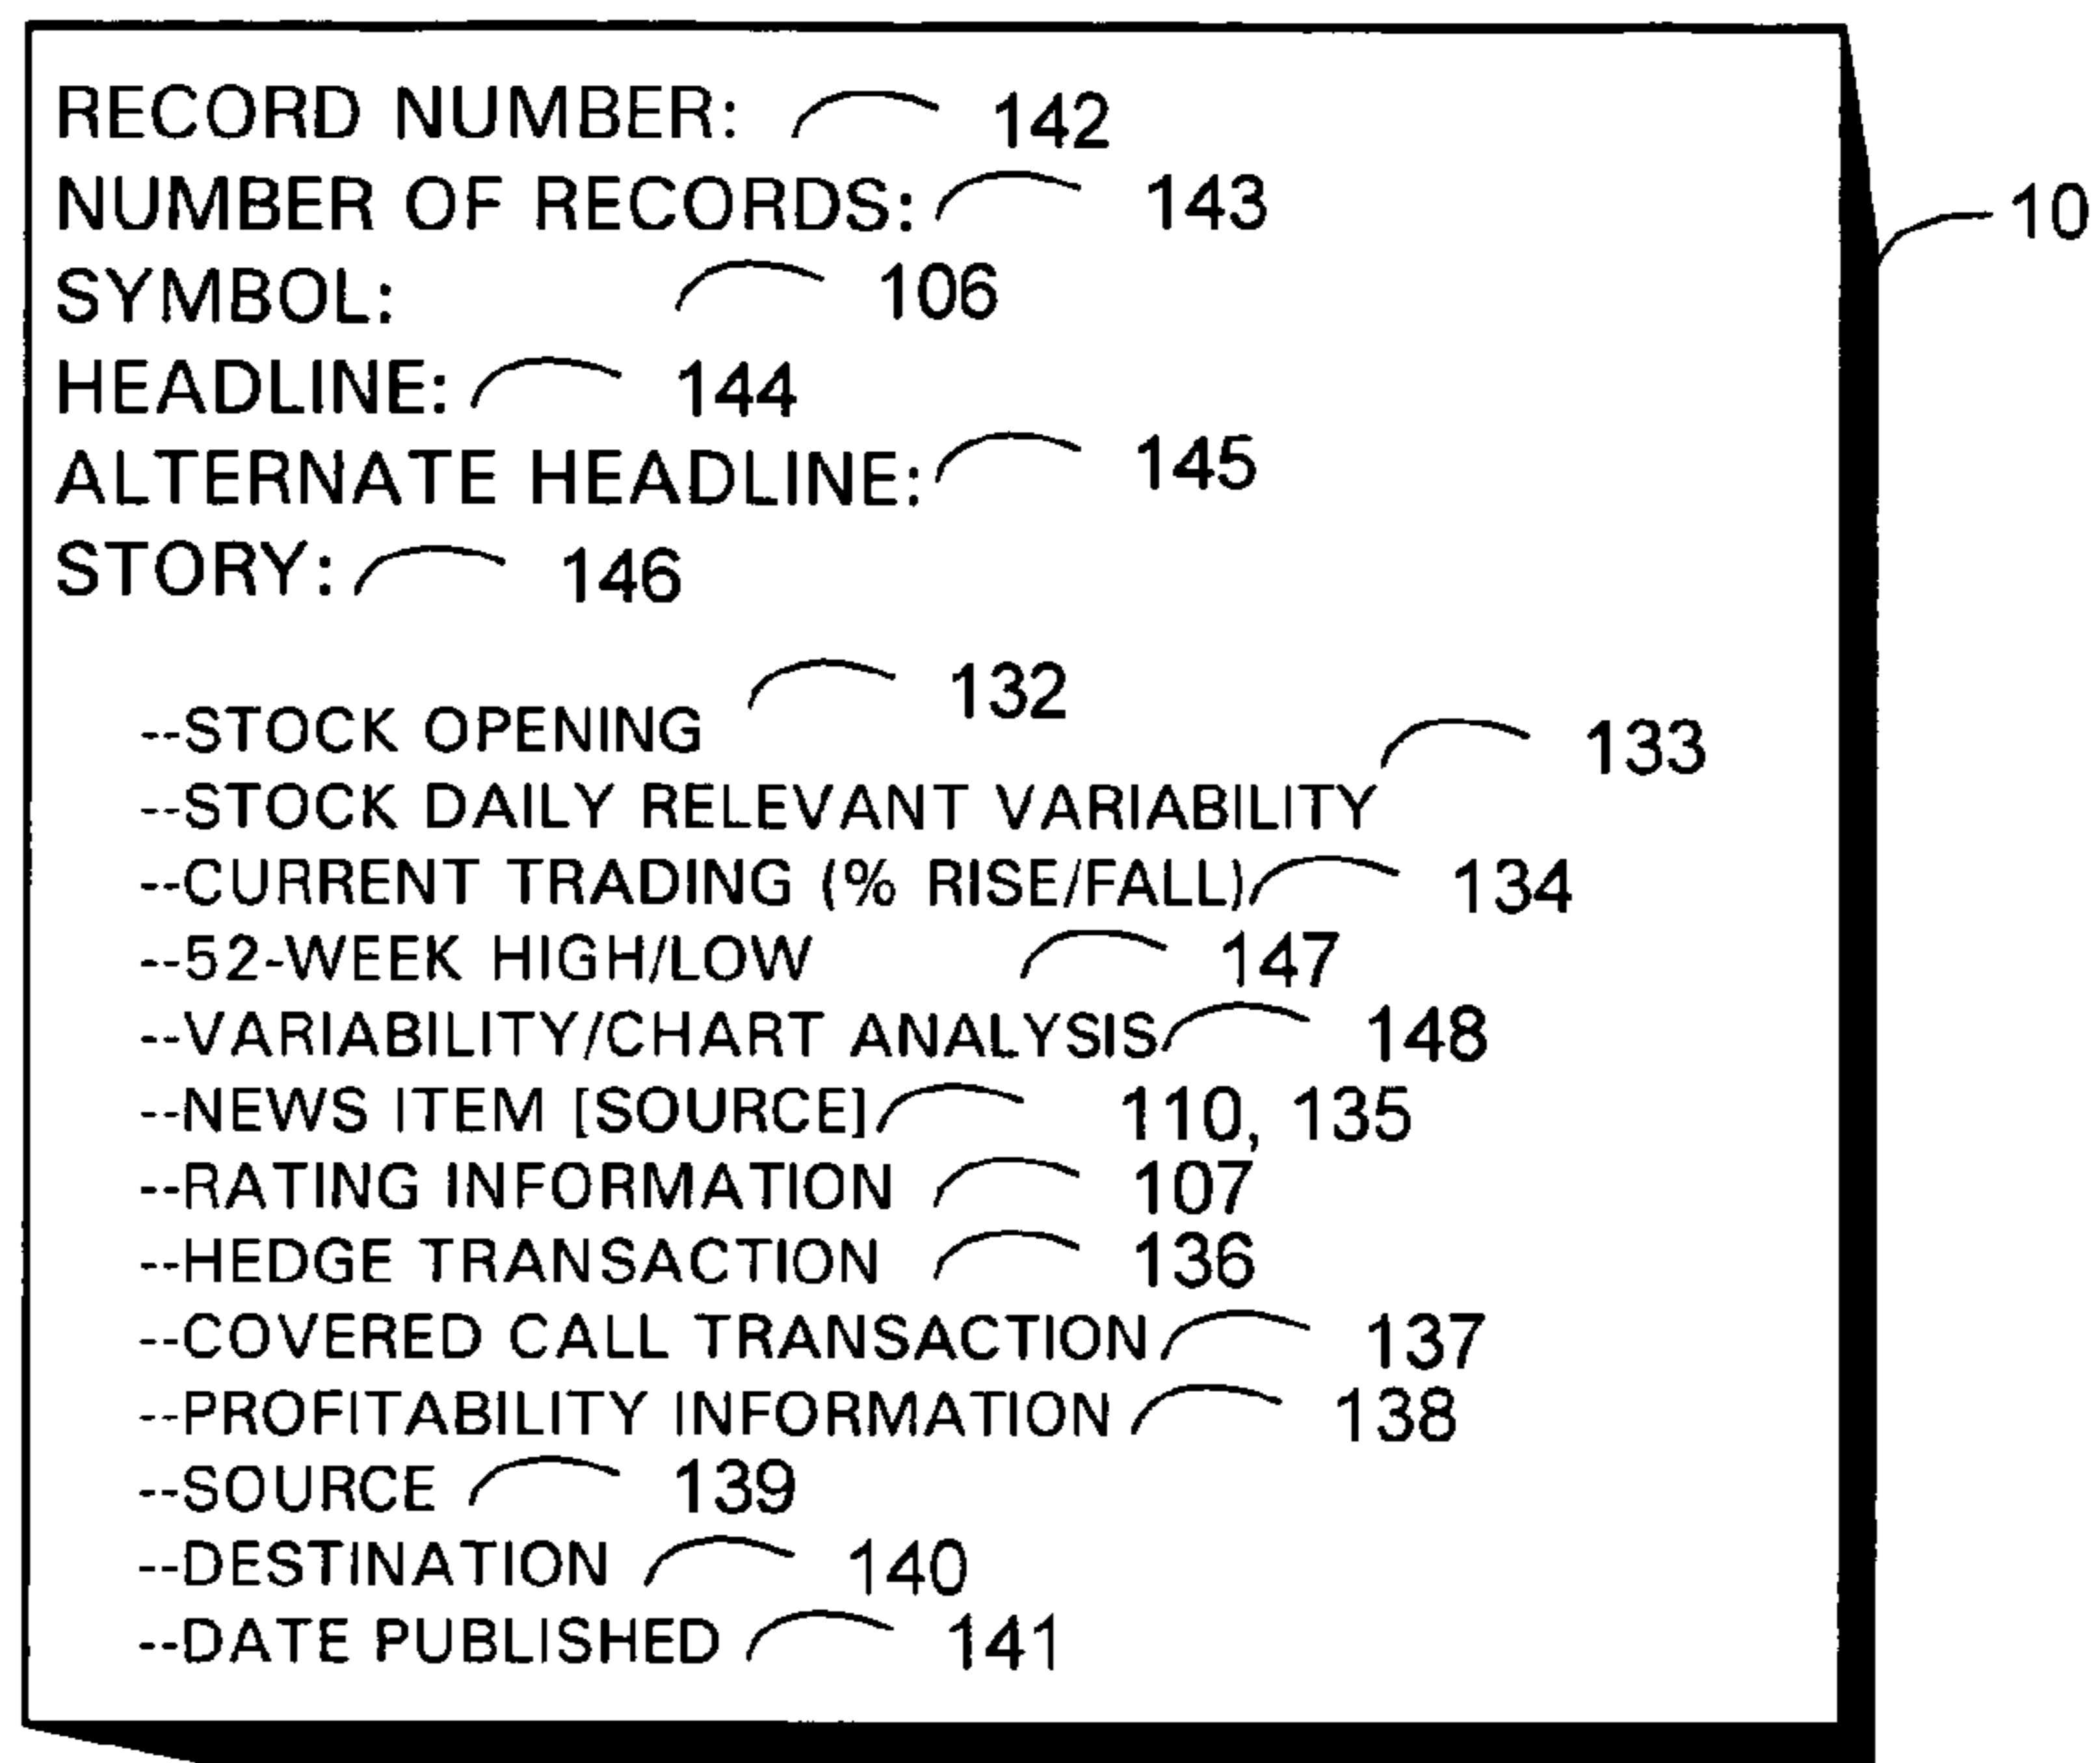 RECORD NUMBER: 142
NUMBER OF RECORDS: 143
10
SYMBOL: 106
HEADLINE: 144
ALTERNATE HEADLINE: 145
STORY: 146
--STOCK OPENING 132
--STOCK DAILY RELEVANT VARIABILITY 133
--CURRENT TRADING (% RISE/FALL) 134
--52-WEEK HIGH/LOW 147
--VARIABILITY/CHART ANALYSIS 148
--NEWS ITEM [SOURCE] 110, 135
--RATING INFORMATION 107
--HEDGE TRANSACTION 136
--COVERED CALL TRANSACTION 137
--PROFITABILITY INFORMATION 138
--SOURCE 139
--DESTINATION 140
--DATE PUBLISHED 141